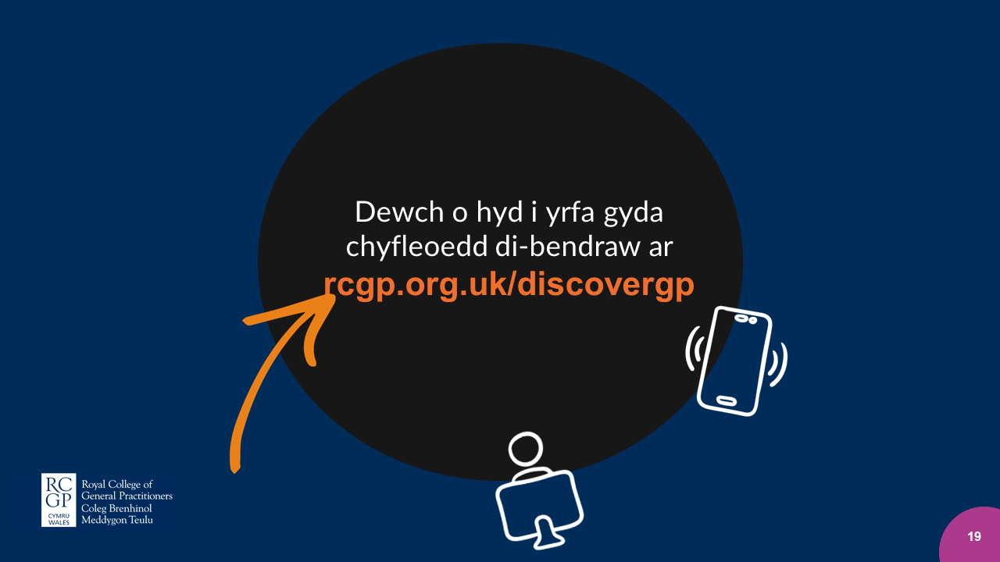 Dewch o hyd i yrfa gyda
chyfleoedd di-bendraw ar
rcgp.org.uk/discovergp
RC
GP
CYMRU
WALES
Royal College of
General Practitioners
Coleg Brenhinol
Meddygon Teulu
19